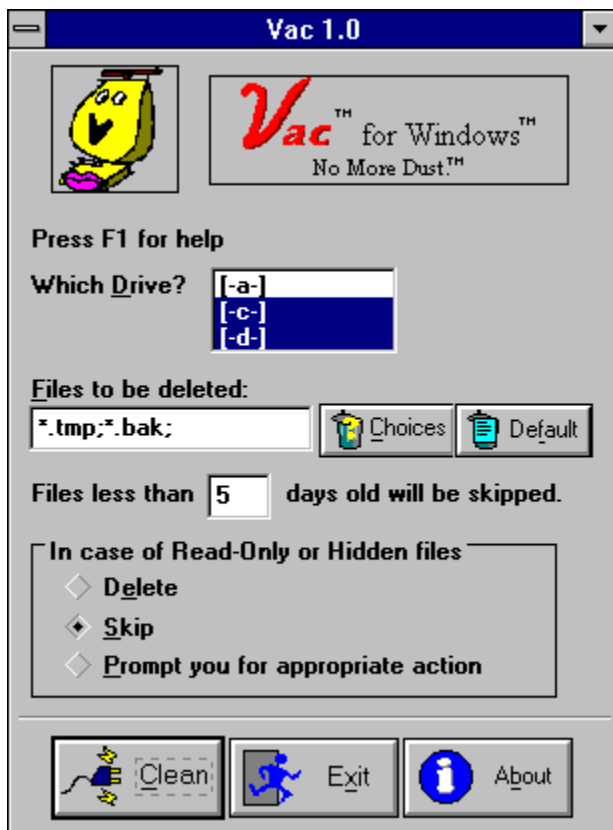 Vac 1.0
Vac™ for Windows™
No More Dust.™
Press F1 for help
Which Drive? [-a-]
[-c-]
[-d-]
Files to be deleted:
*.tmp;*.bak; Choices Default
Files less than 5 days old will be skipped.
In case of Read-Only or Hidden files
Delete
Skip
Prompt you for appropriate action
Clean Exit About